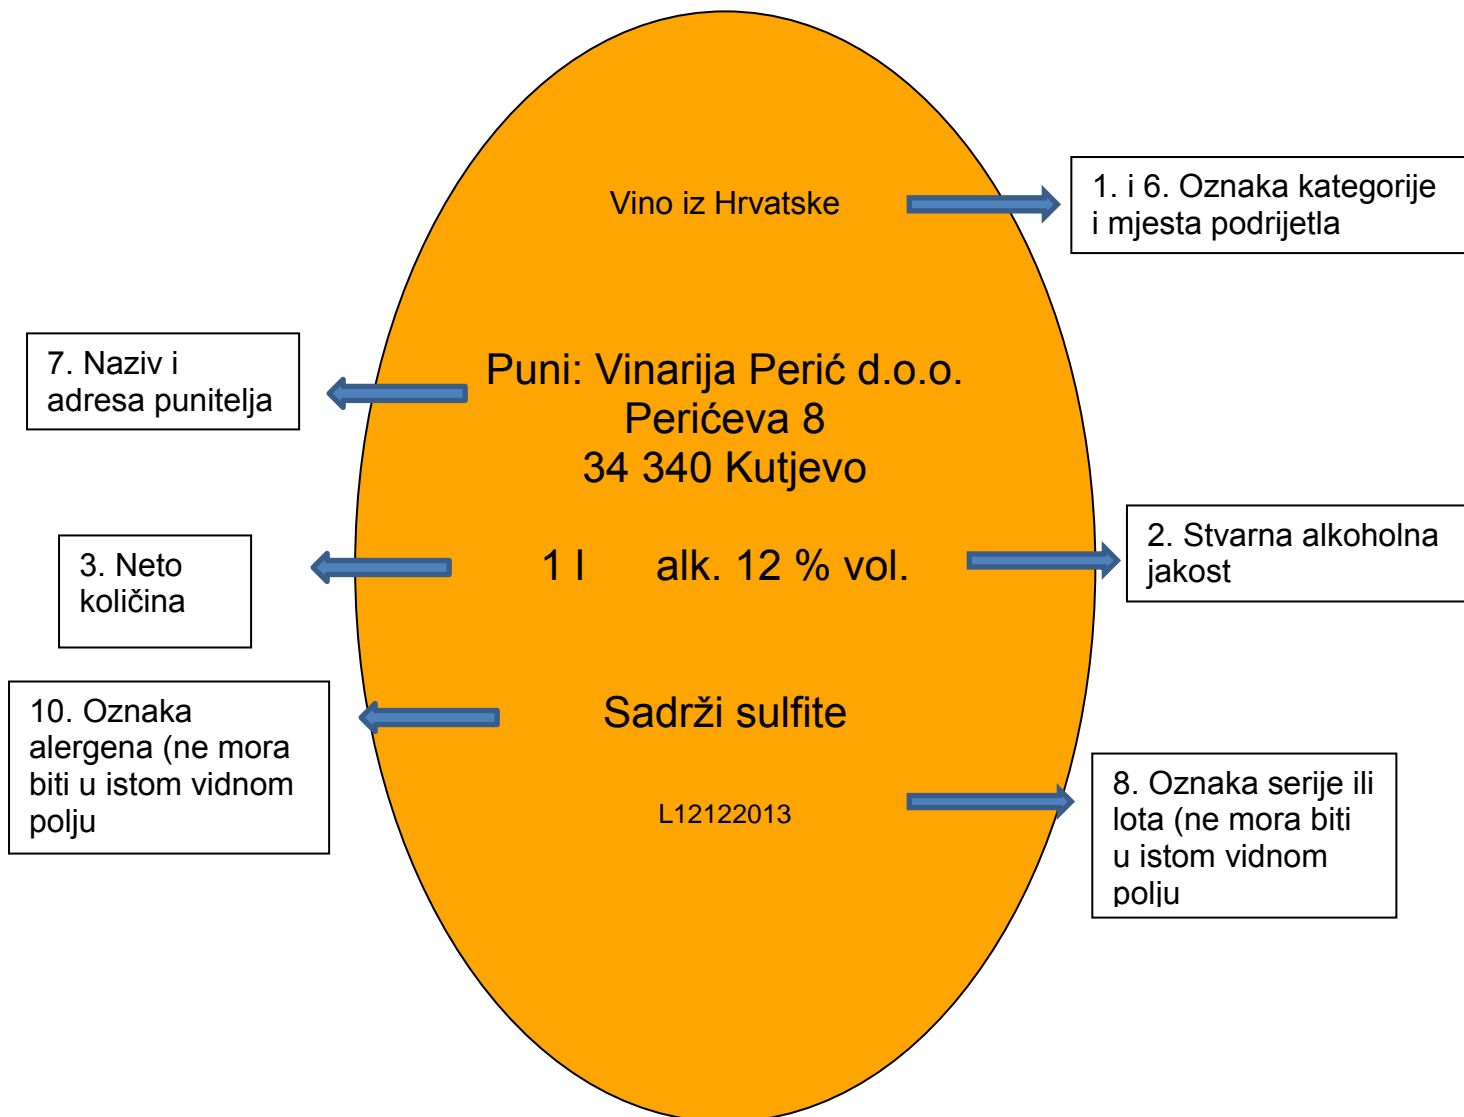 Vino iz Hrvatske
1. i 6. Oznaka kategorije
i mjesta podrijetla
7. Naziv i
adresa punitelja
Puni: Vinarija Perić d.o.o.
Perićeva 8
34 340 Kutjevo
3. Neto
količina
1 l alk. 12 % vol.
2. Stvarna alkoholna
jakost
10. Oznaka
alergena (ne mora
biti u istom vidnom
polju
Sadrži sulfite
L12122013
8. Oznaka serije ili
lota (ne mora biti
u istom vidnom
polju